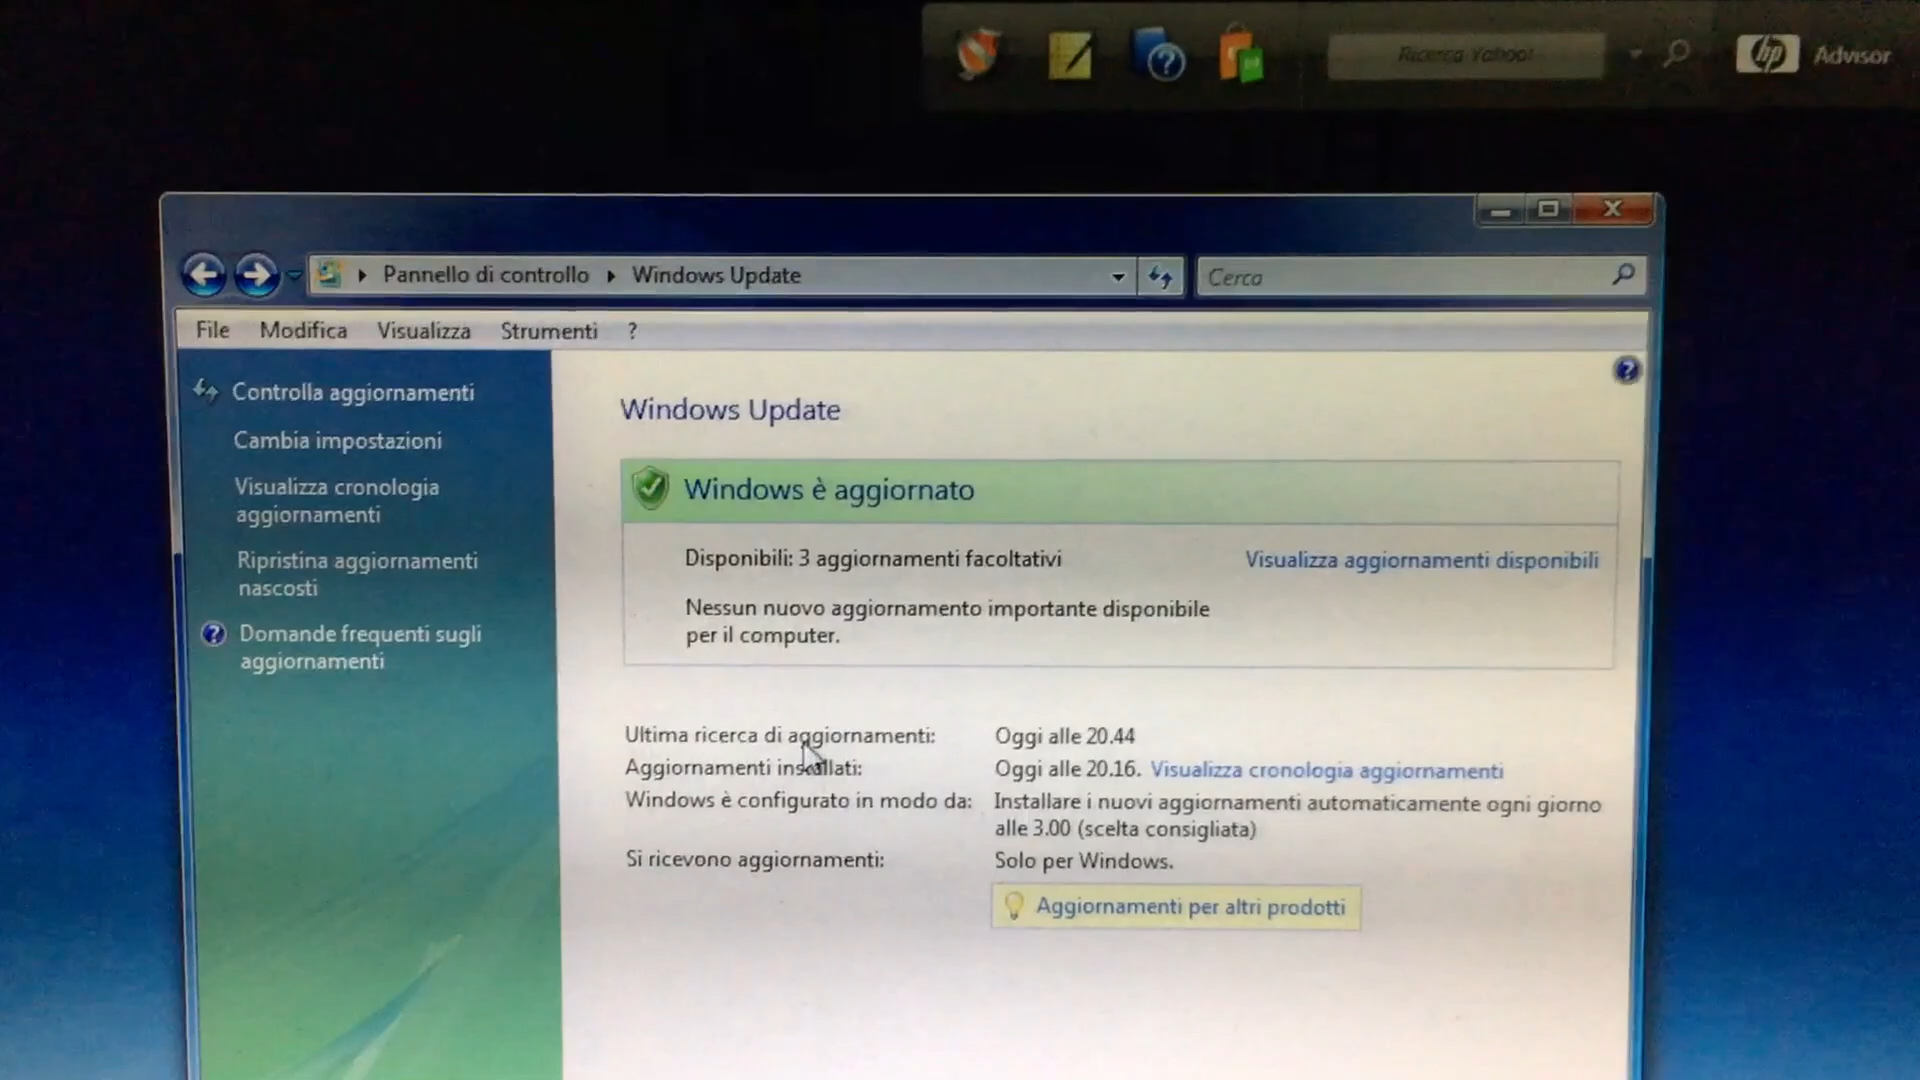 Ricerca Yahoo!
hp
Advisor
Pannello di controllo
Windows Update
Cerca
File Modifica Visualizza Strumenti ?
Controlla aggiornamenti
Cambia impostazioni
Visualizza cronologia
aggiornamenti
Ripristina aggiornamenti
nascosti
Domande frequenti sugli
aggiornamenti
Windows Update
Windows è aggiornato
Disponibili: 3 aggiornamenti facoltativi
Visualizza aggiornamenti disponibili
Nessun nuovo aggiornamento importante disponibile
per il computer.
Ultima ricerca di aggiornamenti: Oggi alle 20.44
Aggiornamenti installati: Oggi alle 20.16. Visualizza cronologia aggiornamenti
Windows è configurato in modo da: Installare i nuovi aggiornamenti automaticamente ogni giorno
alle 3.00 (scelta consigliata)
Si ricevono aggiornamenti: Solo per Windows.
Aggiornamenti per altri prodotti